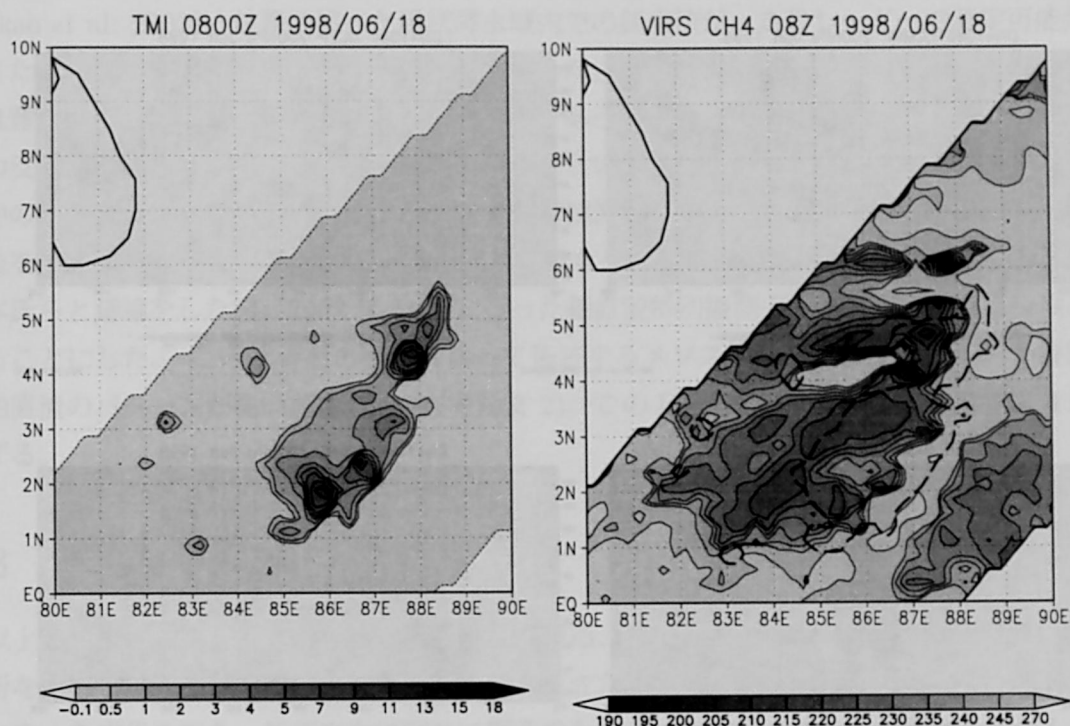 TMI 0800Z 1998/06/18
10N
9N
8N
7N
6N
5N
4N
3N
2N
1N
EQ
80E 81E 82E 83E 84E 85E 86E 87E 88E 89E 90E
-0.1 0.5 1 2 3 4 5 7 9 11 13 15 18
VIRS CH4 08Z 1998/06/18
10N
9N
8N
7N
6N
5N
4N
3N
2N
1N
EQ
80E 81E 82E 83E 84E 85E 86E 87E 88E 89E 90E
190 195 200 205 210 215 220 225 230 235 240 245 270